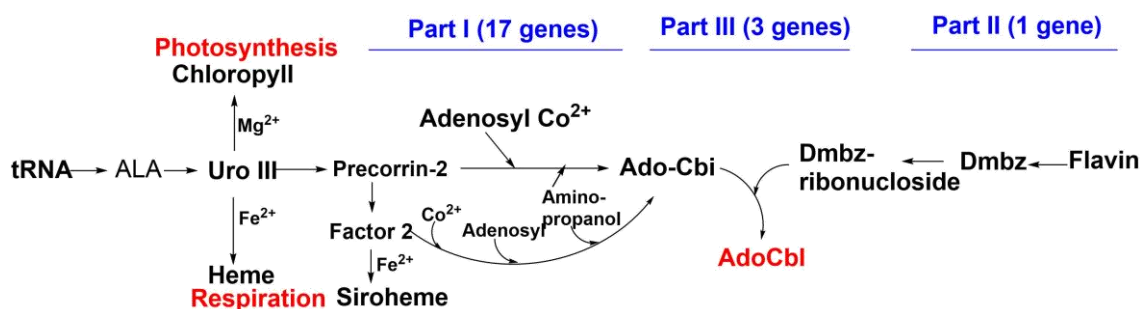 Part I (17 genes)
Part III (3 genes)
Part II (1 gene)
Photosynthesis
Chloropyll
Mg2+
Adenosyl Co2+
tRNA
ALA
Uro III
Precorrin-2
Ado-Cbi
Dmbz-
ribonucloside
Dmbz
Flavin
Fe2+
Heme
Respiration
Factor 2
Fe2+
Siroheme
Co2+
Adenosyl
Amino-
propanol
AdoCbl